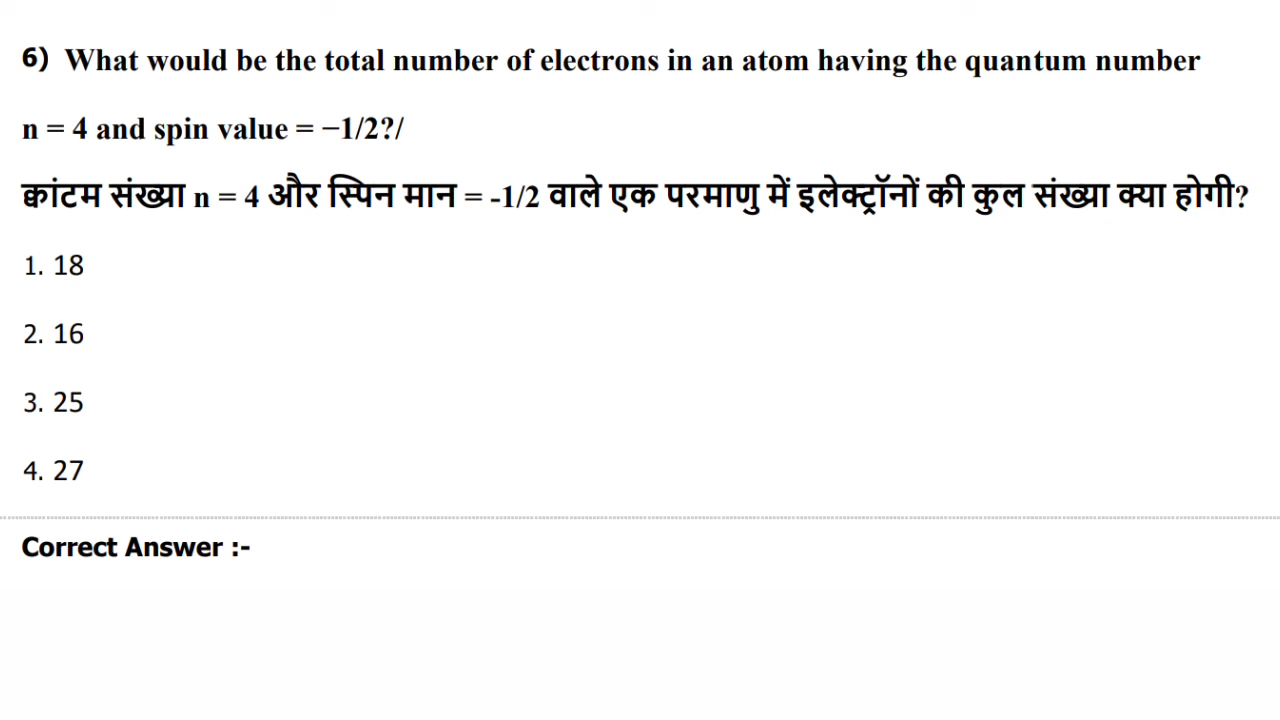 6) What would be the total number of electrons in an atom having the quantum number
n = 4 and spin value = −1/2?/
क्वांटम संख्या n = 4 और स्पिन मान = -1/2 वाले एक परमाणु में इलेक्ट्रॉनों की कुल संख्या क्या होगी?
1. 18
2. 16
3. 25
4. 27
Correct Answer :-